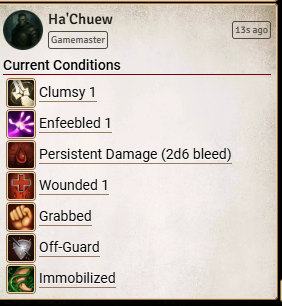 Ha'Chuew
Gamemaster
13s ago
Current Conditions
Clumsy 1
Enfeebled 1
Persistent Damage (2d6 bleed)
Wounded 1
Grabbed
Off-Guard
Immobilized